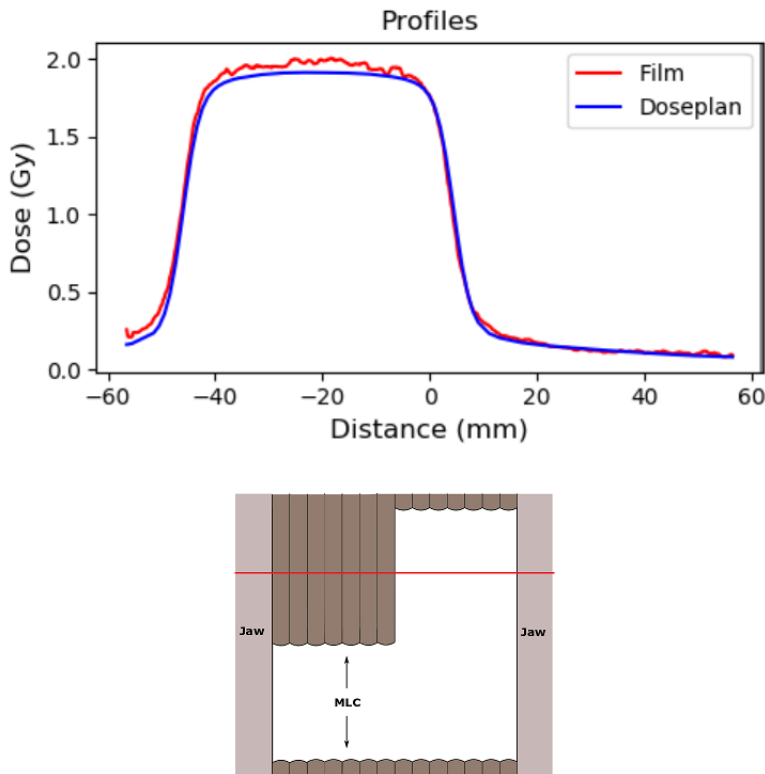 Profiles
2.0
1.5
1.0
0.5
0.0
Dose (Gy)
Film
Doseplan
−60
−40
−20
0
20
40
60
Distance (mm)
Jaw
Jaw
MLC